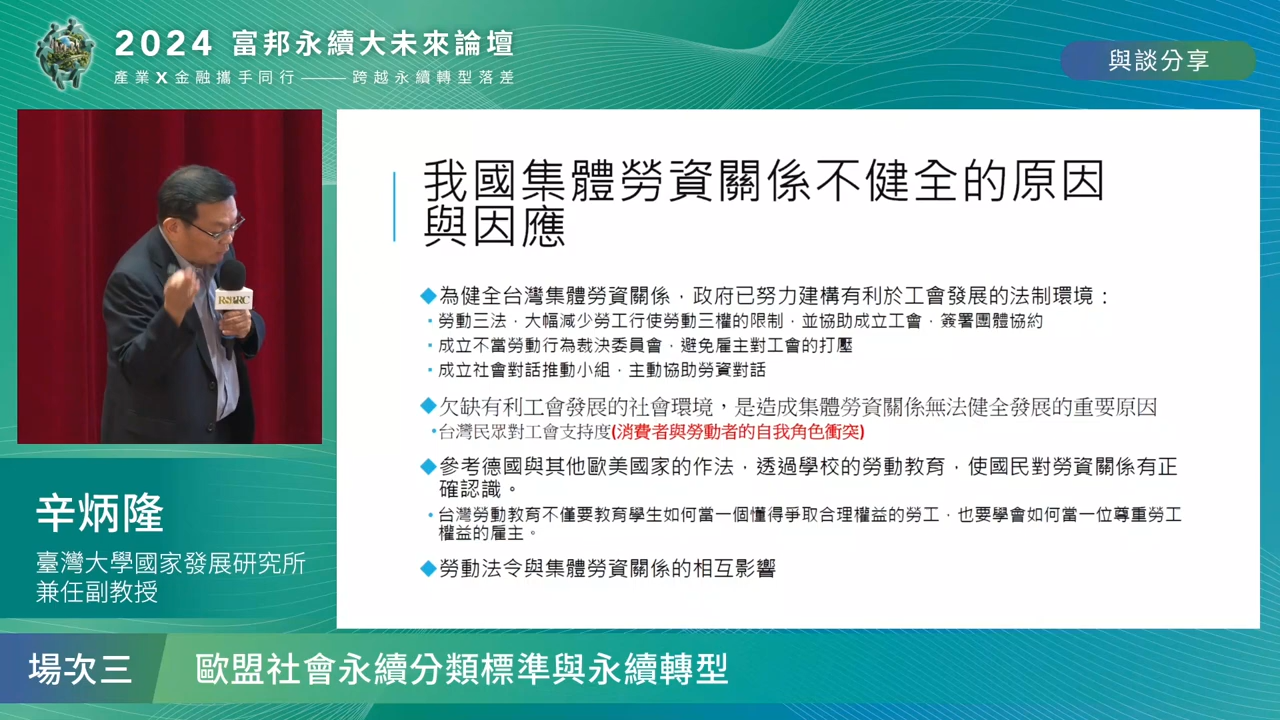 2024 富邦永續大未來論壇
產業X金融攜手同行——跨越永續轉型落差
與談分享
我國集體勞資關係不健全的原因
與因應
為健全台灣集體勞資關係，政府已努力建構有利於工會發展的法制環境：
勞動三法，大幅減少勞工行使勞動三權的限制，並協助成立工會，簽署團體協約
成立不當勞動行為裁決委員會，避免雇主對工會的打壓
成立社會對話推動小組，主動協助勞資對話
欠缺有利工會發展的社會環境，是造成集體勞資關係無法健全發展的重要原因
台灣民眾對工會支持度(消費者與勞動者的自我角色衝突)
參考德國與其他歐美國家的作法，透過學校的勞動教育，使國民對勞資關係有正
確認識。
台灣勞動教育不僅要教育學生如何當一個懂得爭取合理權益的勞工，也要學會如何當一位尊重勞工
權益的雇主。
勞動法令與集體勞資關係的相互影響
辛炳隆
臺灣大學國家發展研究所
兼任副教授
場次三
歐盟社會永續分類標準與永續轉型